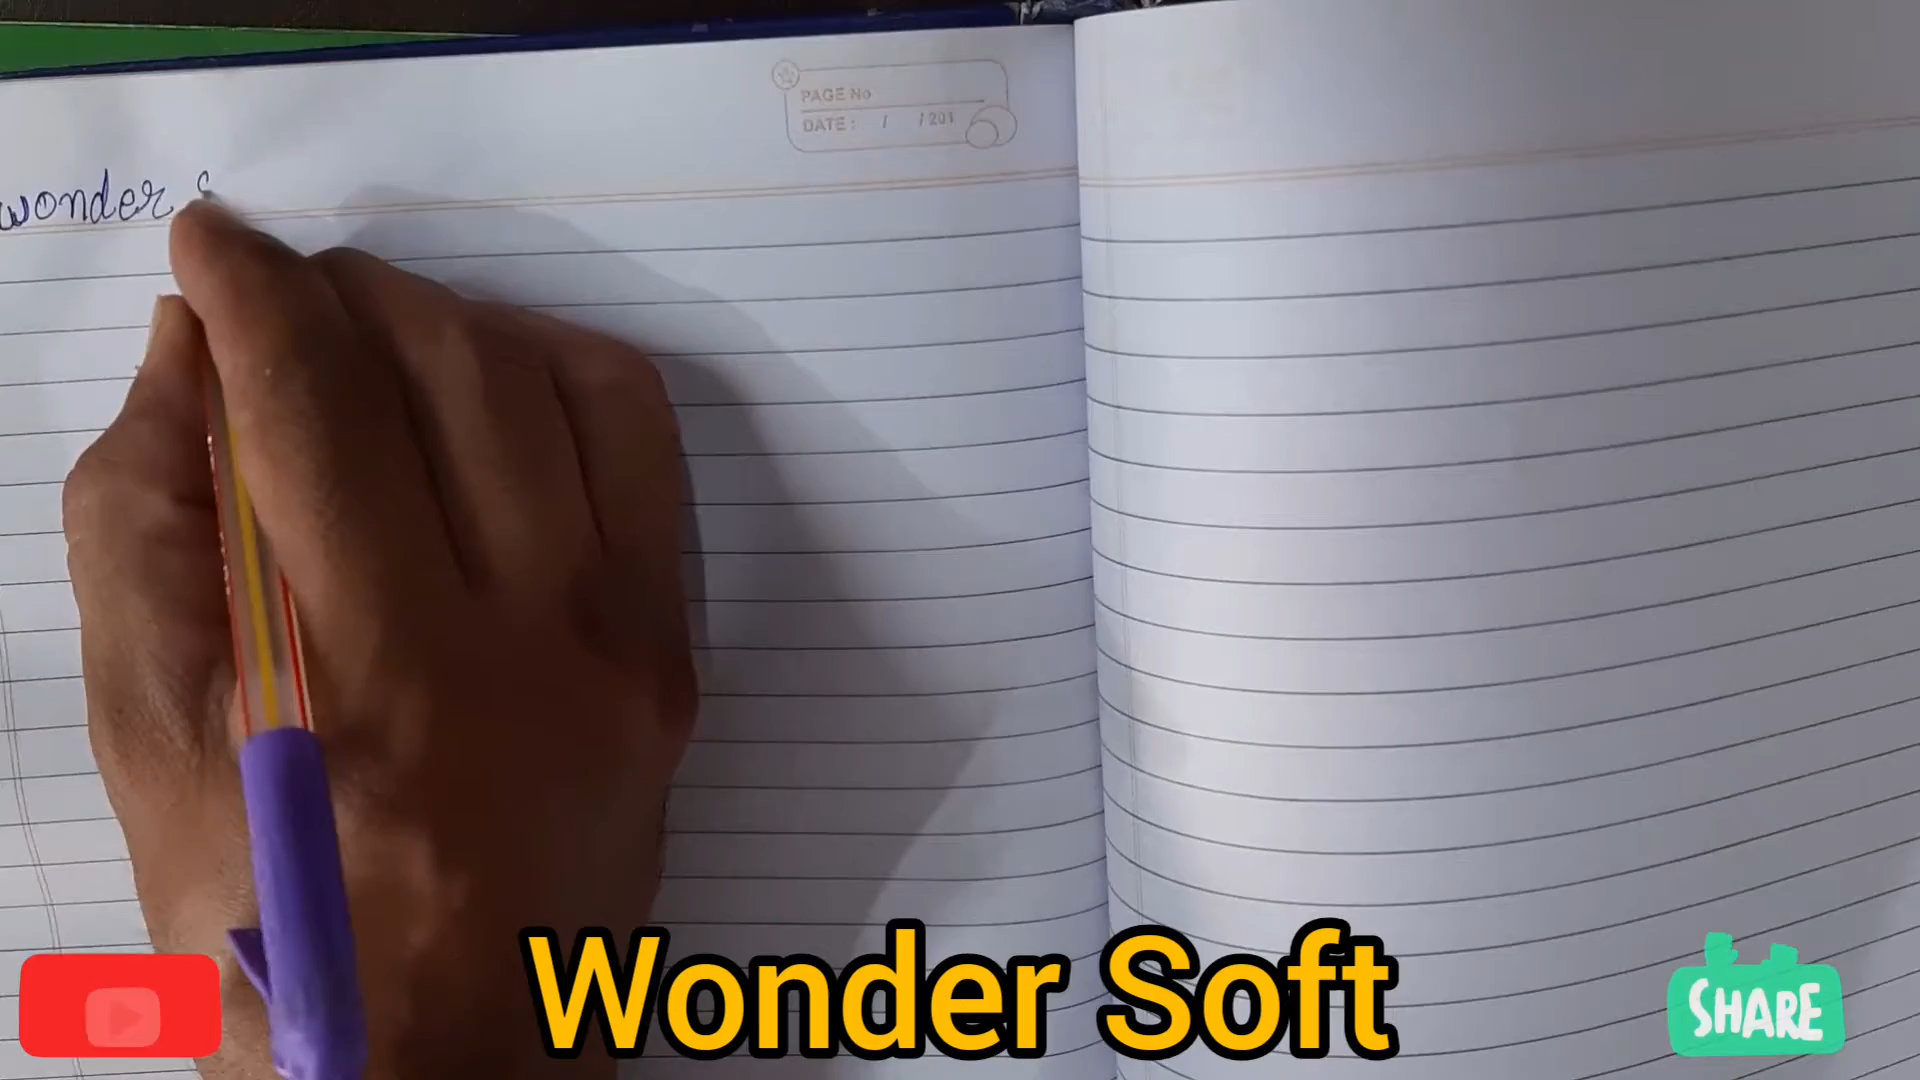 PAGE No
DATE : / / 201
wonder s
Wonder Soft
SHARE